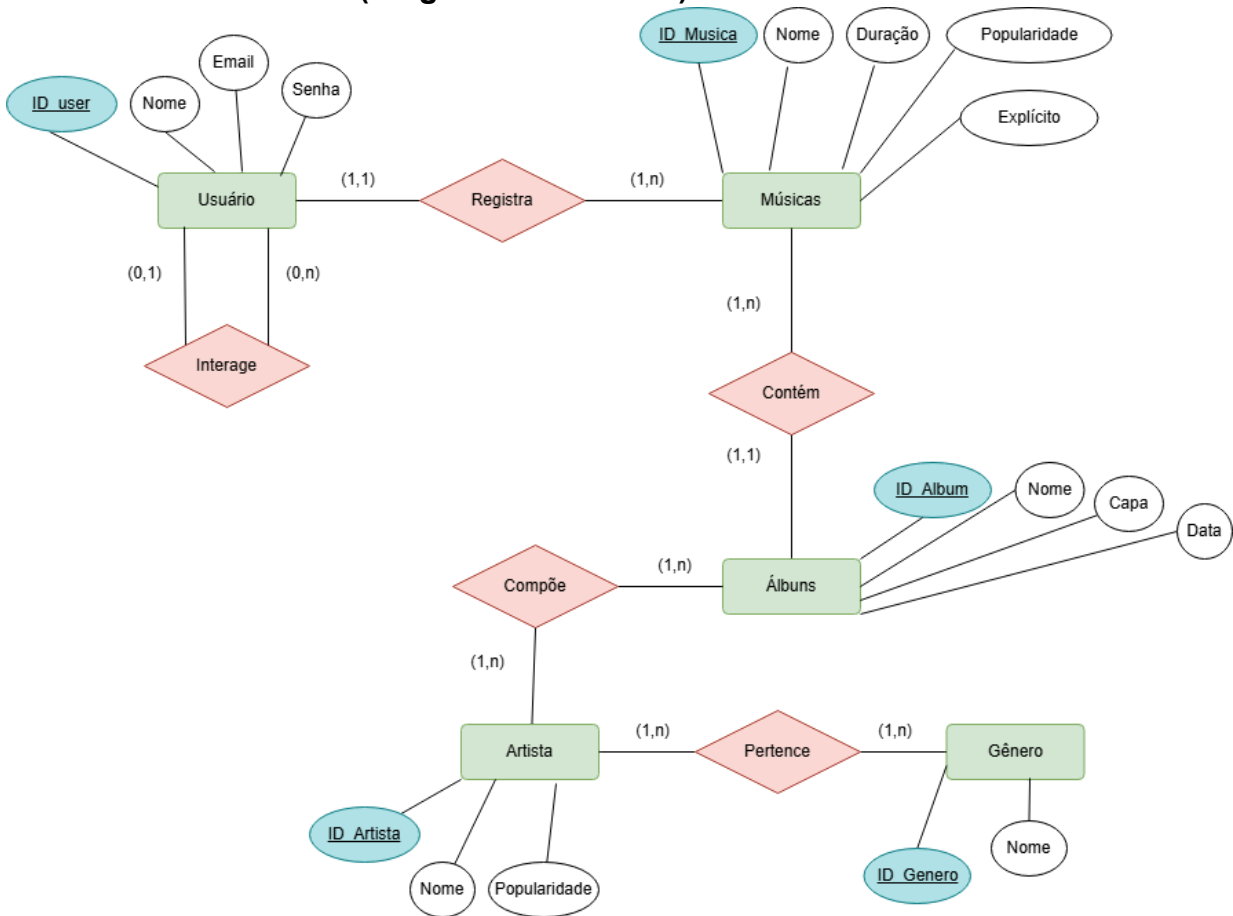 ID_Musica
Nome
Duração
Popularidade
Email
ID_user
Nome
Senha
Explícito
Usuário
(1,1)
Registra
(1,n)
Músicas
(0,1)
(0,n)
(1,n)
Interage
Contém
(1,1)
ID_Album
Nome
Capa
Data
Compõe
(1,n)
Álbuns
(1,n)
Artista
(1,n)
Pertence
(1,n)
Gênero
ID_Artista
Nome
Popularidade
Nome
ID_Genero